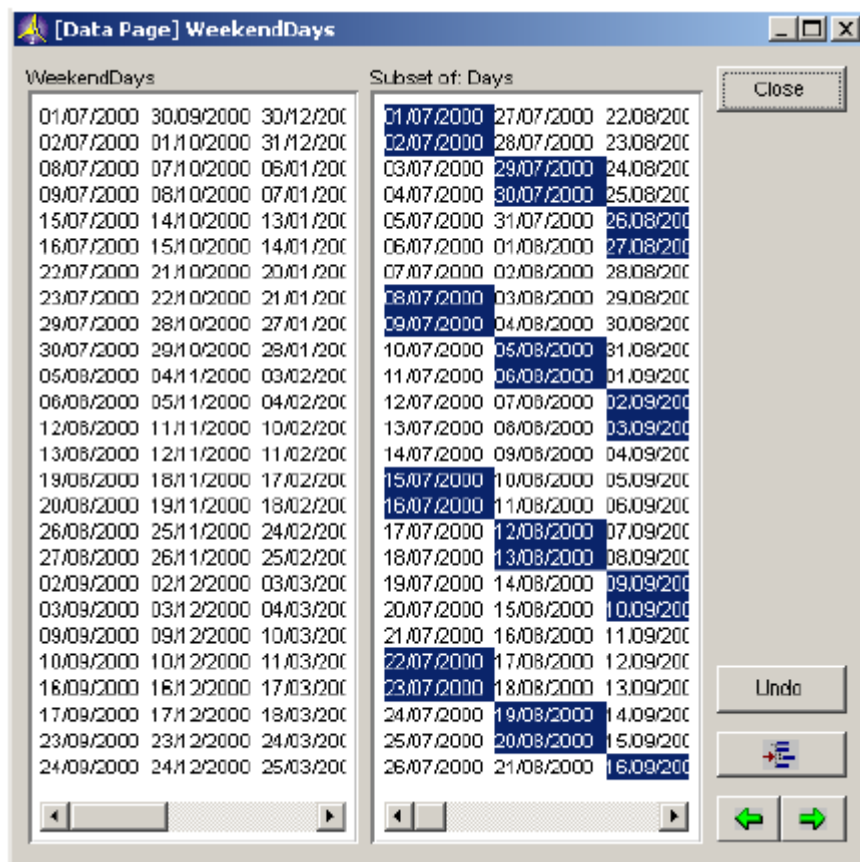 [Data Page] WeekendDays
WeekendDays
01/07/2000 30/09/2000 30/12/200
02/07/2000 01/10/2000 31/12/200
08/07/2000 07/10/2000 06/01/200
09/07/2000 08/10/2000 07/01/200
15/07/2000 14/10/2000 13/01/200
16/07/2000 15/10/2000 14/01/200
22/07/2000 21/10/2000 20/01/200
23/07/2000 22/10/2000 21/01/200
29/07/2000 28/10/2000 27/01/200
30/07/2000 29/10/2000 28/01/200
05/08/2000 04/11/2000 03/02/200
06/08/2000 05/11/2000 04/02/200
12/08/2000 11/11/2000 10/02/200
13/08/2000 12/11/2000 11/02/200
19/08/2000 18/11/2000 17/02/200
20/08/2000 19/11/2000 18/02/200
26/08/2000 25/11/2000 24/02/200
27/08/2000 26/11/2000 25/02/200
02/09/2000 02/12/2000 03/03/200
03/09/2000 03/12/2000 04/03/200
09/09/2000 09/12/2000 10/03/200
10/09/2000 10/12/2000 11/03/200
16/09/2000 16/12/2000 17/03/200
17/09/2000 17/12/2000 18/03/200
23/09/2000 23/12/2000 24/03/200
24/09/2000 24/12/2000 25/03/200
Subset of: Days
01/07/2000 27/07/2000 22/08/200
02/07/2000 28/07/2000 23/08/200
03/07/2000 29/07/2000 24/08/200
04/07/2000 30/07/2000 25/08/200
05/07/2000 31/07/2000 26/08/200
06/07/2000 01/08/2000 27/08/200
07/07/2000 02/08/2000 28/08/200
08/07/2000 03/08/2000 29/08/200
09/07/2000 04/08/2000 30/08/200
10/07/2000 05/08/2000 31/08/200
11/07/2000 06/08/2000 01/09/200
12/07/2000 07/08/2000 02/09/200
13/07/2000 08/08/2000 03/09/200
14/07/2000 09/08/2000 04/09/200
15/07/2000 10/08/2000 05/09/200
16/07/2000 11/08/2000 06/09/200
17/07/2000 12/08/2000 07/09/200
18/07/2000 13/08/2000 08/09/200
19/07/2000 14/08/2000 09/09/200
20/07/2000 15/08/2000 10/09/200
21/07/2000 16/08/2000 11/09/200
22/07/2000 17/08/2000 12/09/200
23/07/2000 18/08/2000 13/09/200
24/07/2000 19/08/2000 14/09/200
25/07/2000 20/08/2000 15/09/200
26/07/2000 21/08/2000 16/09/200
Close
Undo